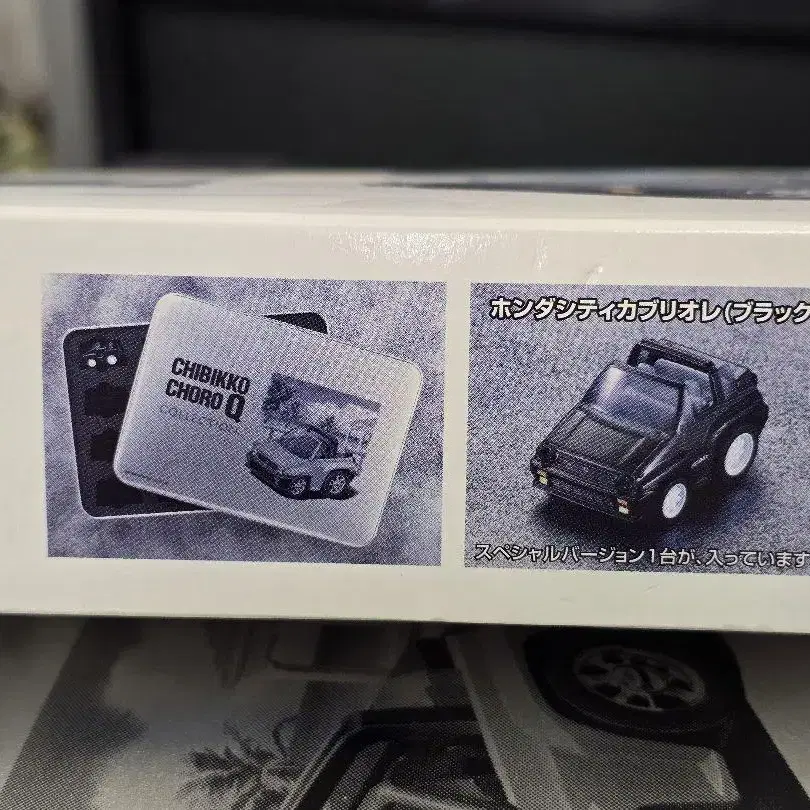 CHIBIKKO
CHORO Q
COLLECTION
ホンダシティカブリオレ(ブラック
スペシャルバージョン1台が、入っています